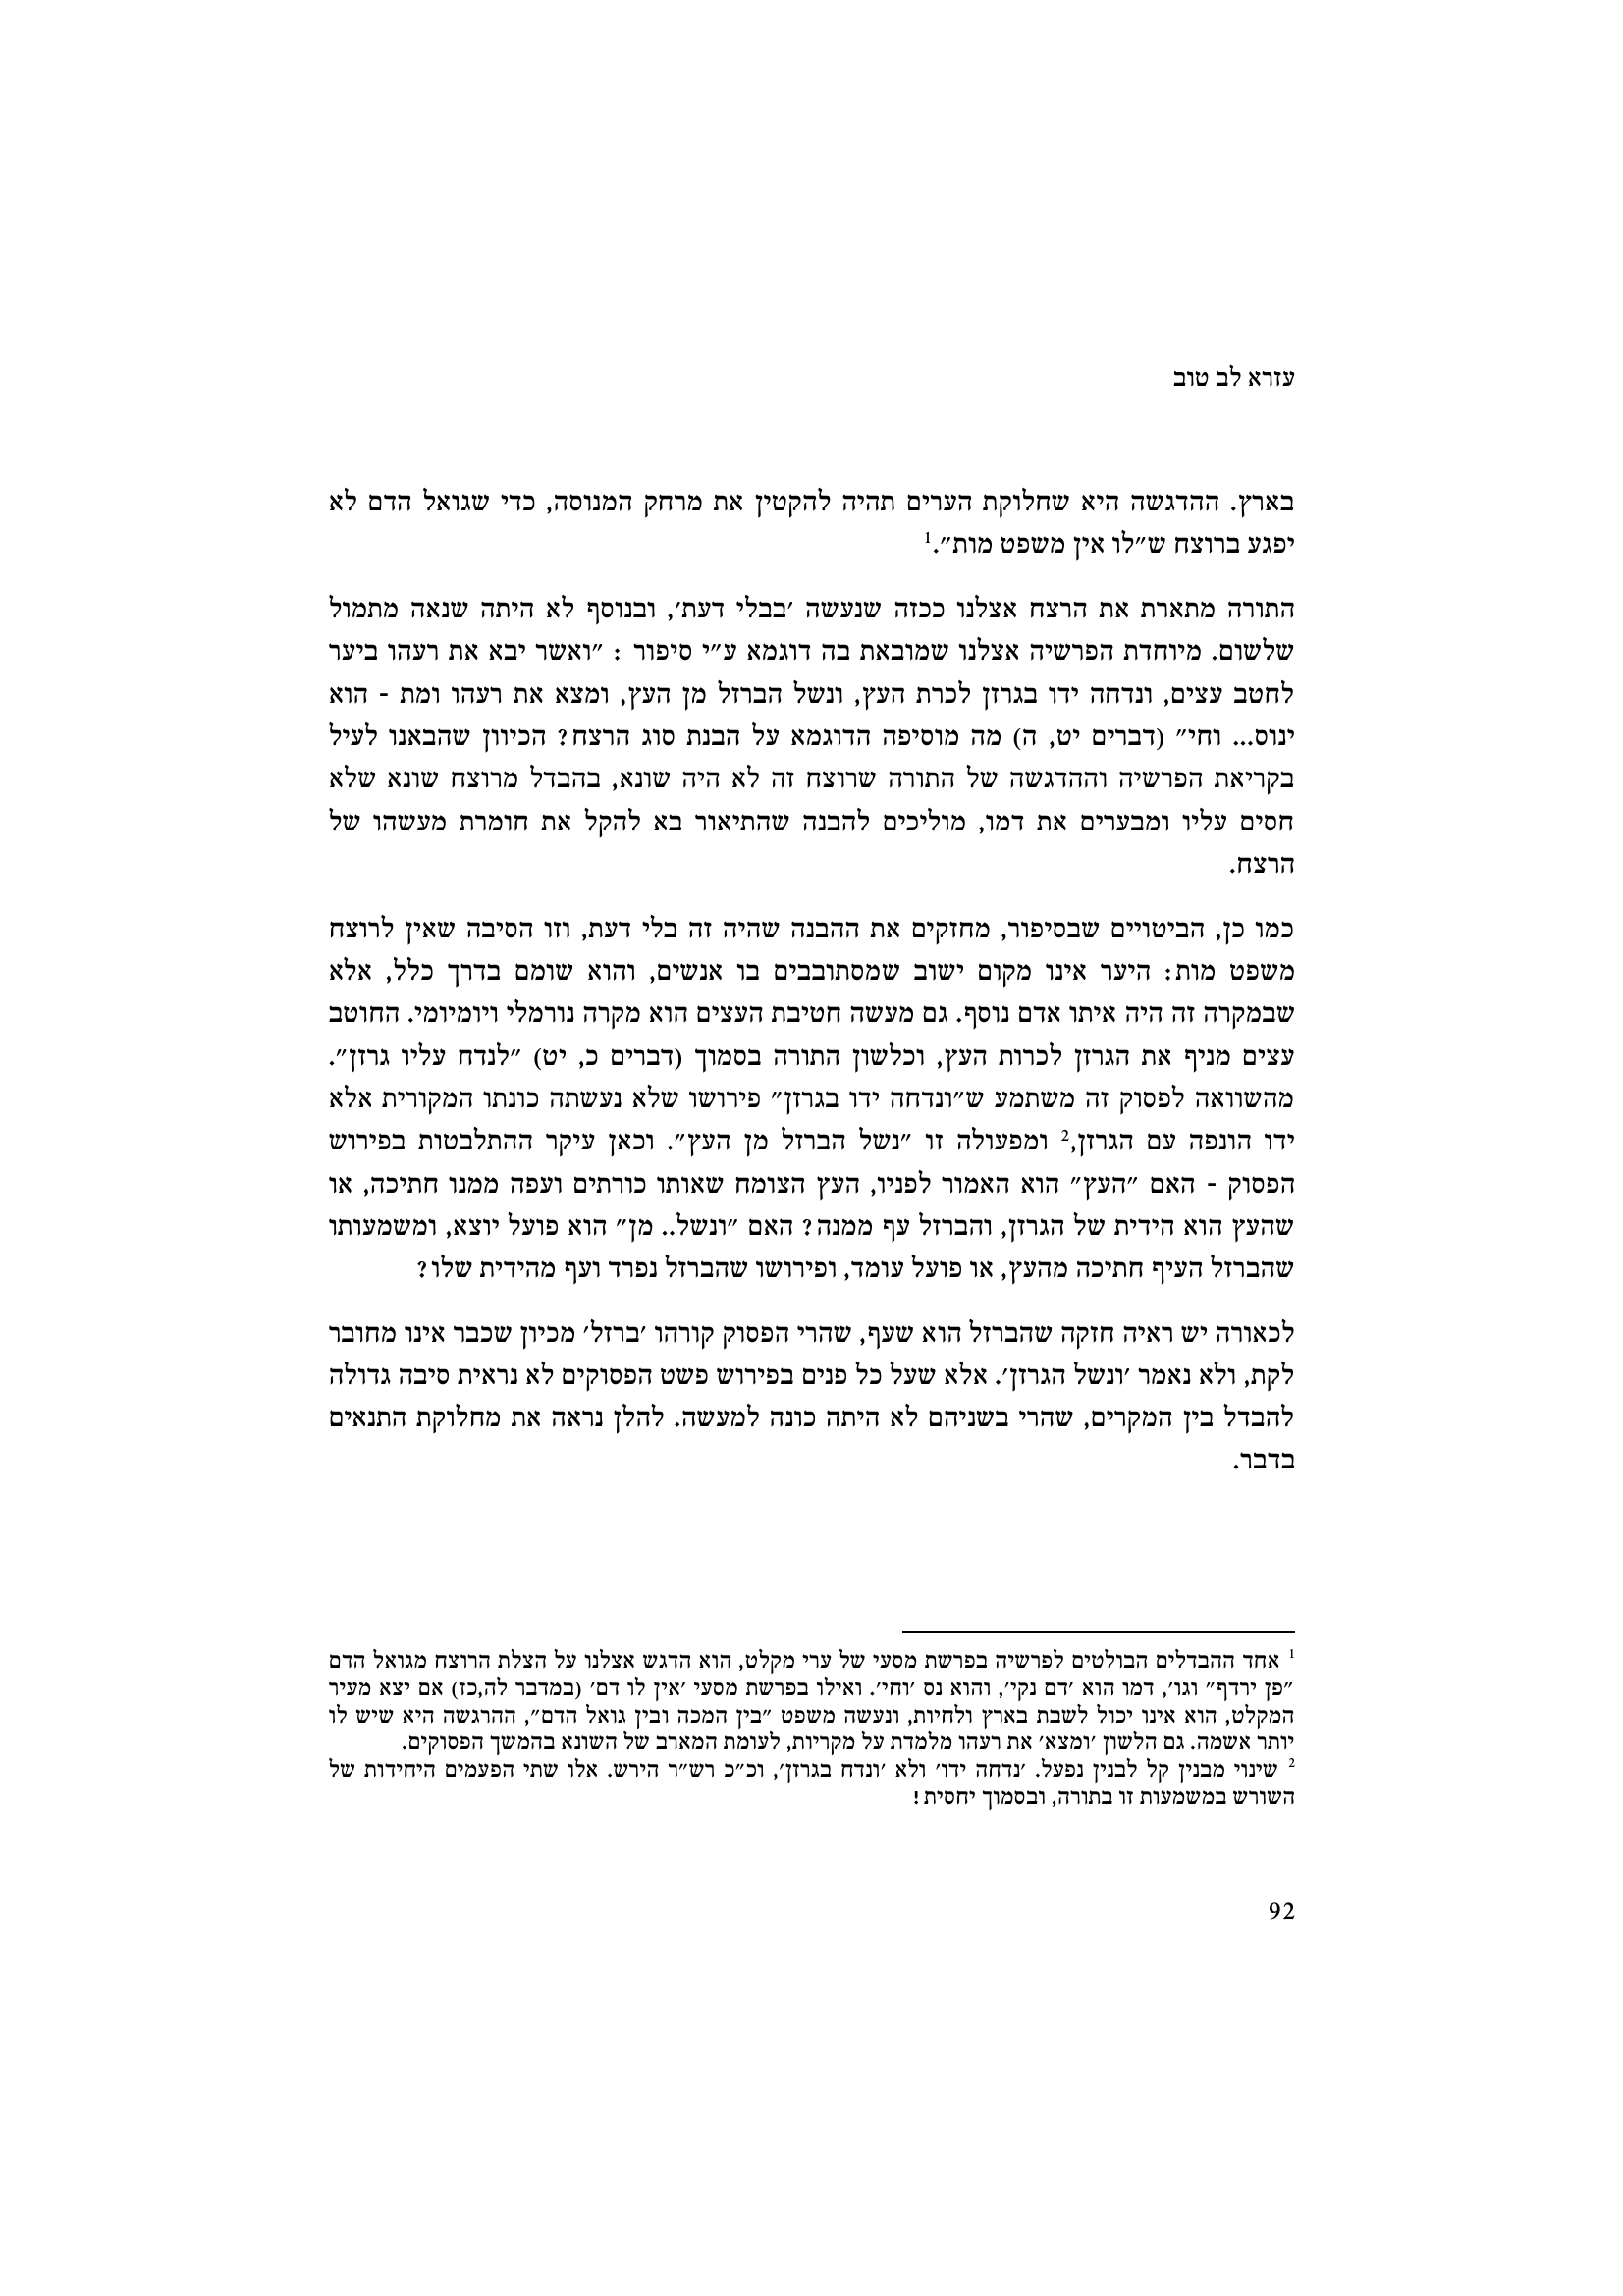 עזרא לב טוב
בארץ. ההדגשה היא שחלוקת הערים תהיה להקטין את מרחק המנוסה, כדי שגואל הדם לא
יפגע ברוצח ש״לו אין משפט מות״.1
התורה מתארת את הרצח אצלנו ככזה שנעשה ׳בבלי דעת׳, ובנוסף לא היתה שנאה מתמול
שלשום. מיוחדת הפרשיה אצלנו שמובאת בה דוגמא ע״י סיפור : ״ואשר יבא את רעהו ביער
לחטב עצים, ונדחה ידו בגרזן לכרת העץ, ונשל הברזל מן העץ, ומצא את רעהו ומת - הוא
ינוס... וחי״ (דברים יט, ה) מה מוסיפה הדוגמא על הבנת סוג הרצח? הכיוון שהבאנו לעיל
בקריאת הפרשיה וההדגשה של התורה שרוצח זה לא היה שונא, בהבדל מרוצח שונא שלא
חסים עליו ומבערים את דמו, מוליכים להבנה שהתיאור בא להקל את חומרת מעשהו של
הרצח.
כמו כן, הביטויים שבסיפור, מחזקים את ההבנה שהיה זה בלי דעת, וזו הסיבה שאין לרוצח
משפט מות: היער אינו מקום ישוב שמסתובבים בו אנשים, והוא שומם בדרך כלל, אלא
שבמקרה זה היה איתו אדם נוסף. גם מעשה חטיבת העצים הוא מקרה נורמלי ויומיומי. החוטב
עצים מניף את הגרזן לכרות העץ, וכלשון התורה בסמוך (דברים כ, יט) ״לנדח עליו גרזן״.
מהשוואה לפסוק זה משתמע ש״ונדחה ידו בגרזן״ פירושו שלא נעשתה כונתו המקורית אלא
ידו הונפה עם הגרזן,2 ומפעולה זו ״נשל הברזל מן העץ״. וכאן עיקר ההתלבטות בפירוש
הפסוק - האם ״העץ״ הוא האמור לפניו, העץ הצומח שאותו כורתים ועפה ממנו חתיכה, או
שהעץ הוא הידית של הגרזן, והברזל עף ממנה? האם ״ונשל.. מן״ הוא פועל יוצא, ומשמעותו
שהברזל העיף חתיכה מהעץ, או פועל עומד, ופירושו שהברזל נפרד ועף מהידית שלו?
לכאורה יש ראיה חזקה שהברזל הוא שעף, שהרי הפסוק קורהו ׳ברזל׳ מכיון שכבר אינו מחובר
לקת, ולא נאמר ׳ונשל הגרזן׳. אלא שעל כל פנים בפירוש פשט הפסוקים לא נראית סיבה גדולה
להבדל בין המקרים, שהרי בשניהם לא היתה כונה למעשה. להלן נראה את מחלוקת התנאים
בדבר.
1 אחד ההבדלים הבולטים לפרשיה בפרשת מסעי של ערי מקלט, הוא הדגש אצלנו על הצלת הרוצח מגואל הדם
״פן ירדף״ וגו׳, דמו הוא ׳דם נקי׳, והוא נס ׳וחי׳. ואילו בפרשת מסעי ׳אין לו דם׳ (במדבר לה,כז) אם יצא מעיר
המקלט, הוא אינו יכול לשבת בארץ ולחיות, ונעשה משפט ״בין המכה ובין גואל הדם״, ההרגשה היא שיש לו
יותר אשמה. גם הלשון ׳ומצא׳ את רעהו מלמדת על מקריות, לעומת המארב של השונא בהמשך הפסוקים.
2 שינוי מבנין קל לבנין נפעל. ׳נדחה ידו׳ ולא ׳ונדח בגרזן׳, וכ״כ רש״ר הירש. אלו שתי הפעמים היחידות של
השורש במשמעות זו בתורה, ובסמוך יחסית!
92